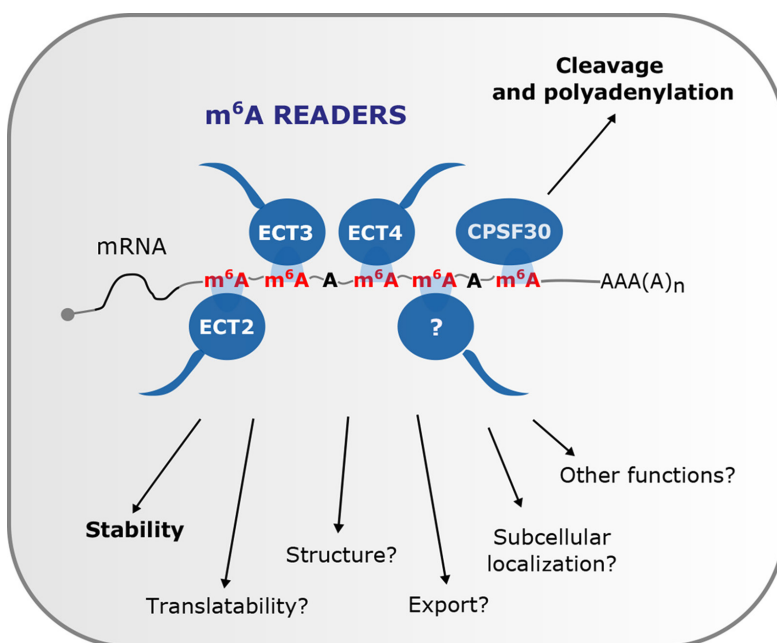 Cleavage
and polyadenylation
m⁶A READERS
ECT3
ECT4
CPSF30
mRNA
m⁶A m⁶A A m⁶A m⁶A A m⁶A AAA(A)ₙ
ECT2
?
Other functions?
Stability
Subcellular
localization?
Structure?
Translatability?
Export?